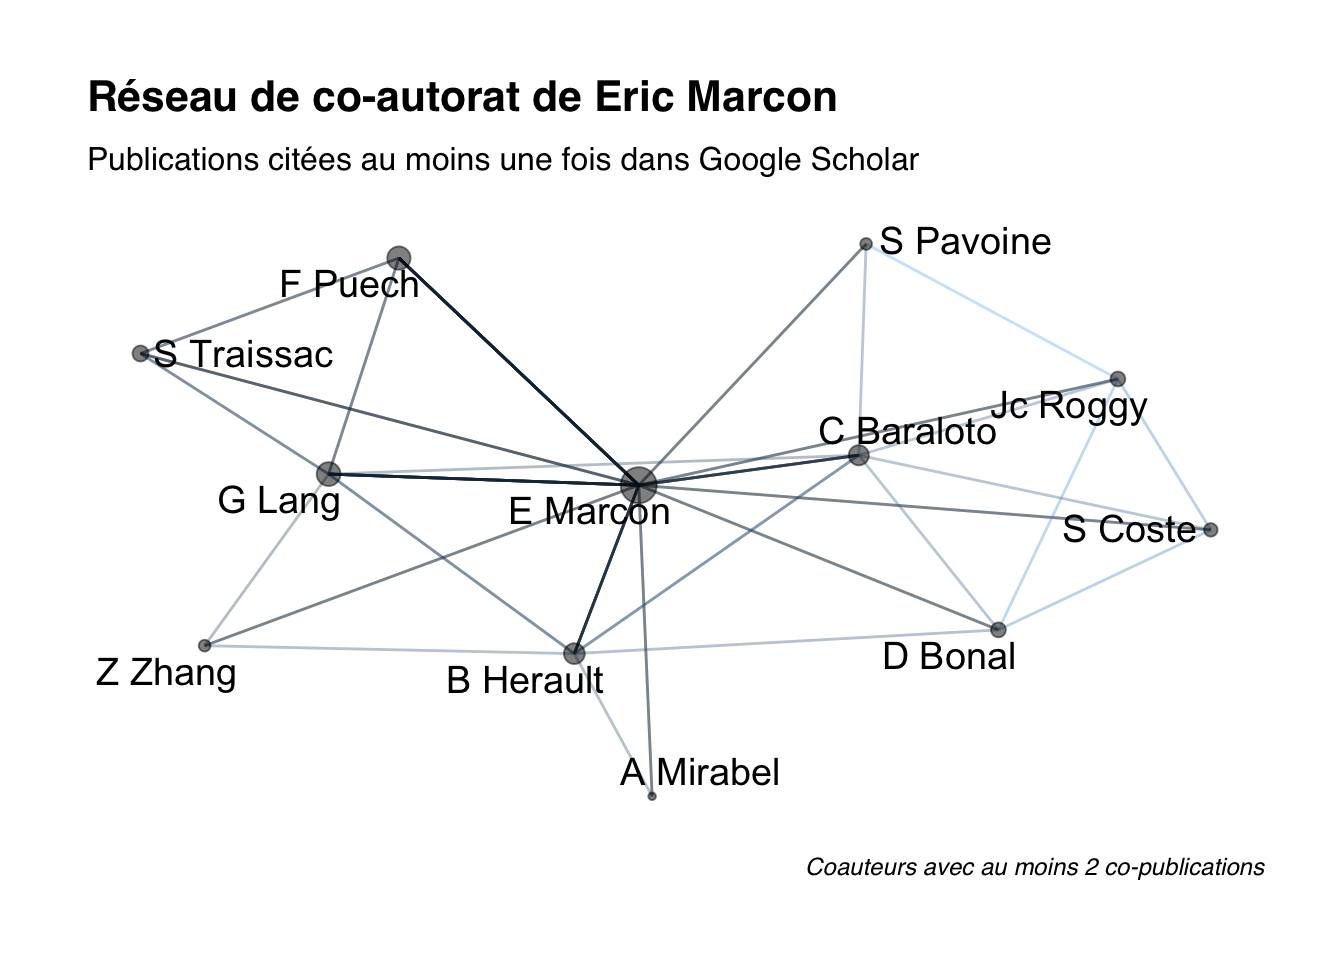 Réseau de co-autorat de Eric Marcon
Publications citées au moins une fois dans Google Scholar
S Pavoine
F Puech
S Traissac
Jc Roggy
C Baraloto
G Lang
E Marcon
S Coste
D Bonal
Z Zhang
B Herault
A Mirabel
Coauteurs avec au moins 2 co-publications